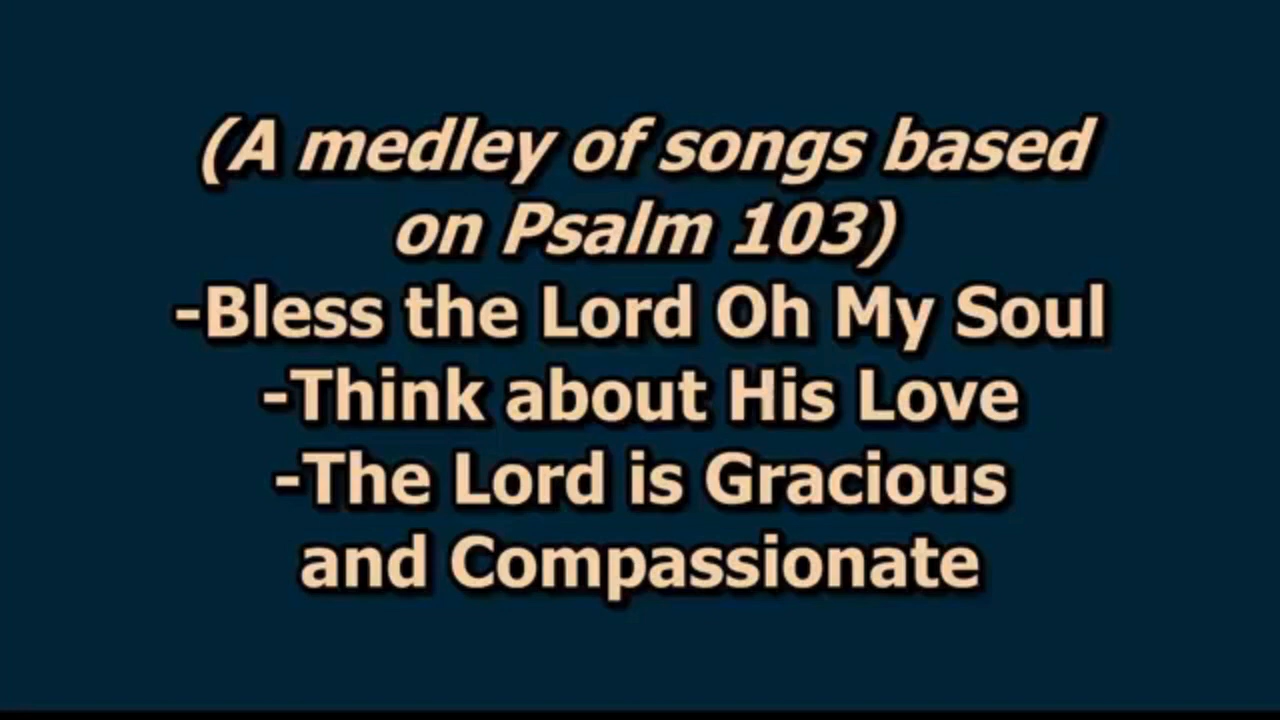 (A medley of songs based
on Psalm 103)
-Bless the Lord Oh My Soul
-Think about His Love
-The Lord is Gracious
and Compassionate